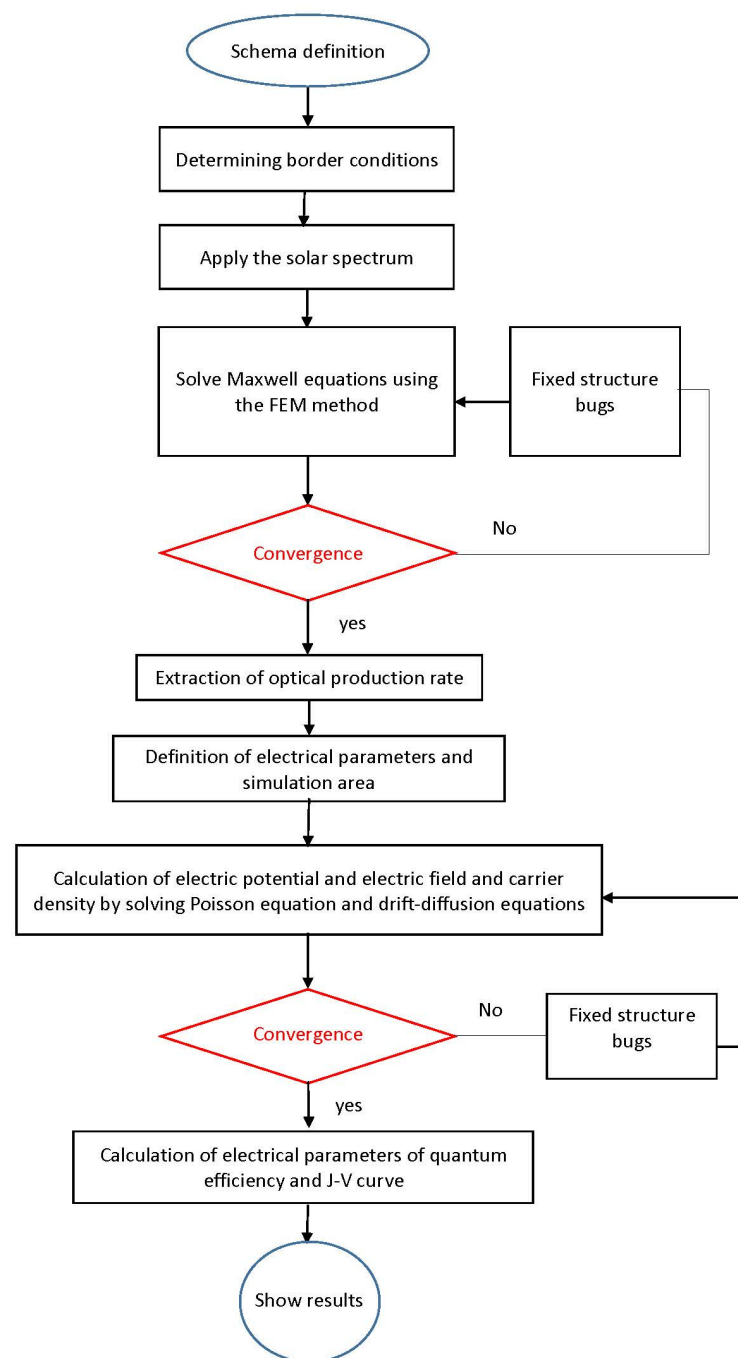 Schema definition
Determining border conditions
Apply the solar spectrum
Solve Maxwell equations using
the FEM method
Fixed structure
bugs
No
Convergence
yes
Extraction of optical production rate
Definition of electrical parameters and
simulation area
Calculation of electric potential and electric field and carrier
density by solving Poisson equation and drift-diffusion equations
No
Fixed structure
bugs
Convergence
yes
Calculation of electrical parameters of quantum
efficiency and J-V curve
Show results